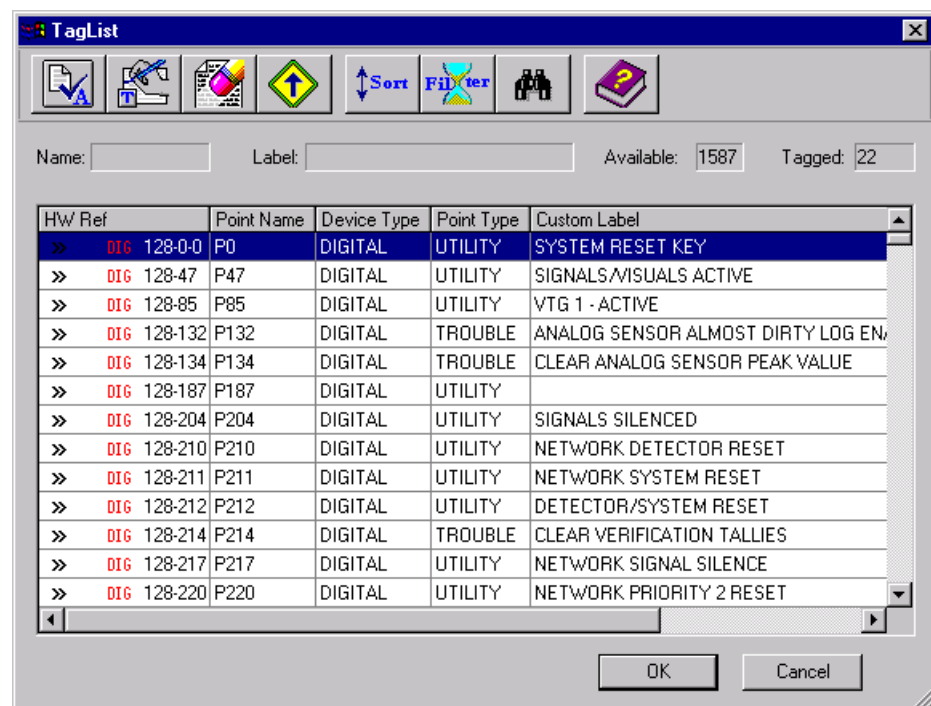 TagList
A T Sort Filter ?
Name: Label: Available: 1587 Tagged: 22
HW Ref Point Name Device Type Point Type Custom Label
» DIG 128-0-0 P0 DIGITAL UTILITY SYSTEM RESET KEY
» DIG 128-47 P47 DIGITAL UTILITY SIGNALS/VISUALS ACTIVE
» DIG 128-85 P85 DIGITAL UTILITY VTG 1 - ACTIVE
» DIG 128-132 P132 DIGITAL TROUBLE ANALOG SENSOR ALMOST DIRTY LOG EN
» DIG 128-134 P134 DIGITAL TROUBLE CLEAR ANALOG SENSOR PEAK VALUE
» DIG 128-187 P187 DIGITAL UTILITY
» DIG 128-204 P204 DIGITAL UTILITY SIGNALS SILENCED
» DIG 128-210 P210 DIGITAL UTILITY NETWORK DETECTOR RESET
» DIG 128-211 P211 DIGITAL UTILITY NETWORK SYSTEM RESET
» DIG 128-212 P212 DIGITAL UTILITY DETECTOR/SYSTEM RESET
» DIG 128-214 P214 DIGITAL TROUBLE CLEAR VERIFICATION TALLIES
» DIG 128-217 P217 DIGITAL UTILITY NETWORK SIGNAL SILENCE
» DIG 128-220 P220 DIGITAL UTILITY NETWORK PRIORITY 2 RESET
OK Cancel